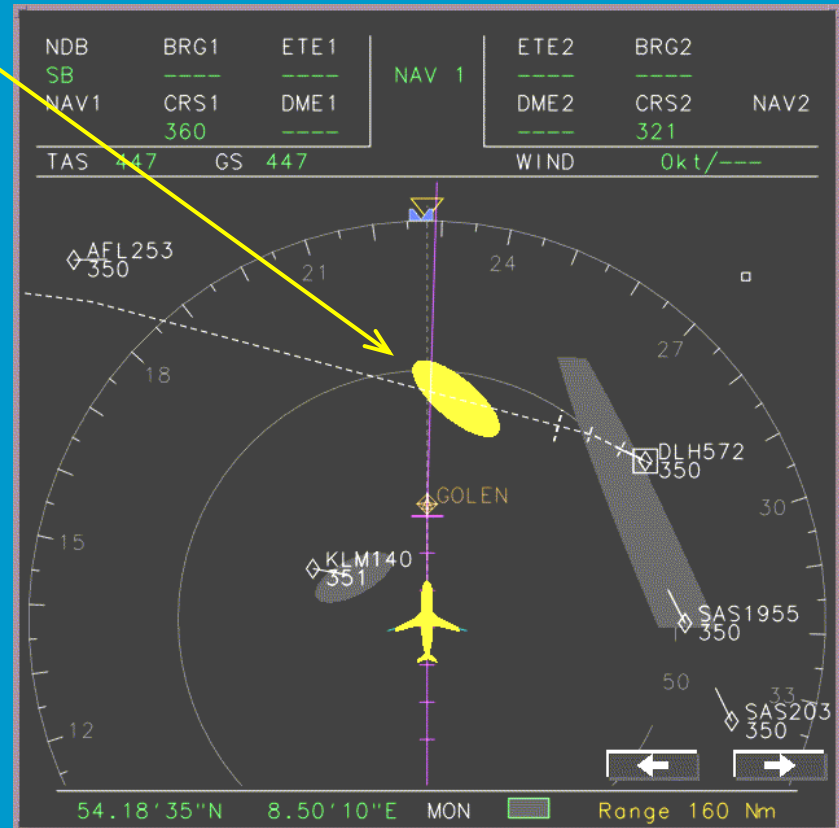 NDB BRG1 ETE1 ETE2 BRG2
SB ---- ---- NAV 1 ---- ----
NAV1 CRS1 DME1 DME2 CRS2 NAV2
360 ---- ---- 321
TAS 447 GS 447 WIND 0kt/---
AFL253
350
21
24
27
18
DLH572
350
GOLEN
30
15
KLM140
351
SAS1955
350
50
33
SAS203
350
12
54.18'35"N 8.50'10"E MON Range 160 Nm